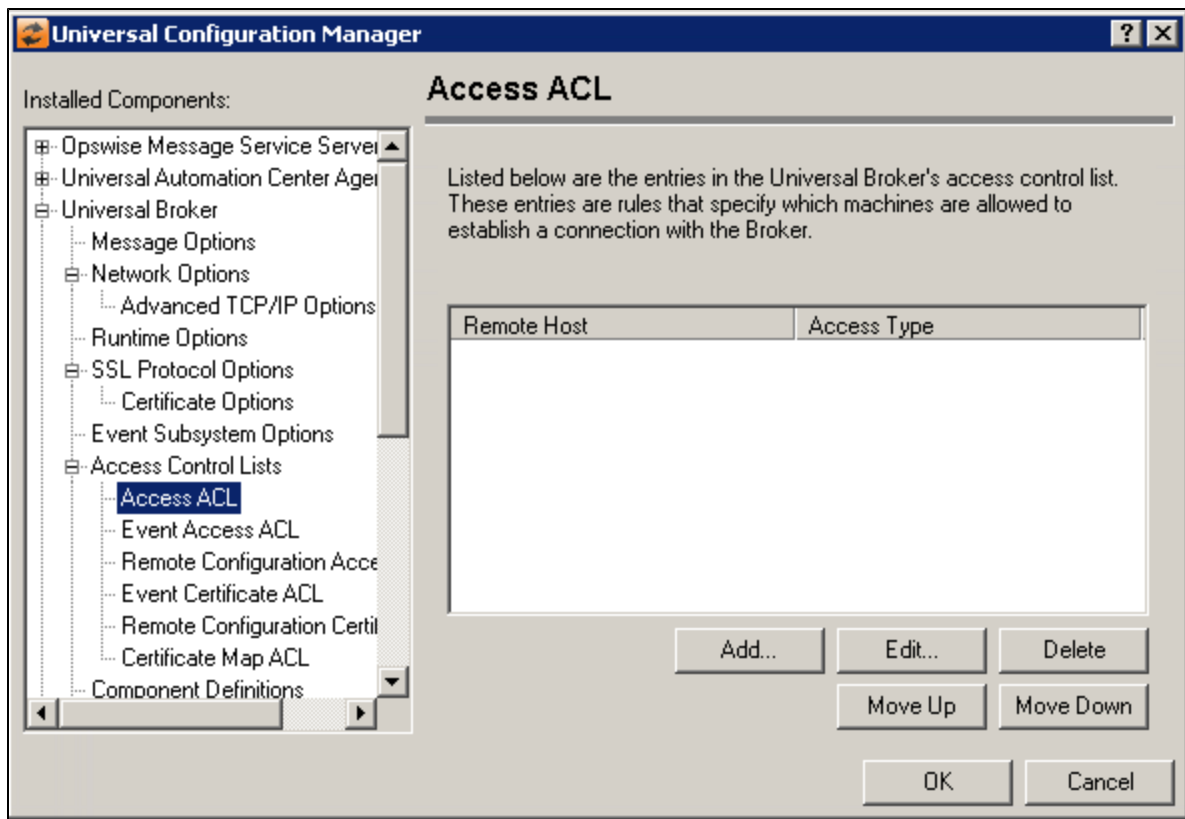 Universal Configuration Manager
Installed Components:
Opswise Message Service Server
Universal Automation Center Agen
Universal Broker
Message Options
Network Options
Advanced TCP/IP Options
Runtime Options
SSL Protocol Options
Certificate Options
Event Subsystem Options
Access Control Lists
Access ACL
Event Access ACL
Remote Configuration Acce
Event Certificate ACL
Remote Configuration Certif
Certificate Map ACL
Component Definitions
Access ACL
Listed below are the entries in the Universal Broker's access control list.
These entries are rules that specify which machines are allowed to
establish a connection with the Broker.
Remote Host Access Type
Add... Edit... Delete
Move Up Move Down
OK Cancel